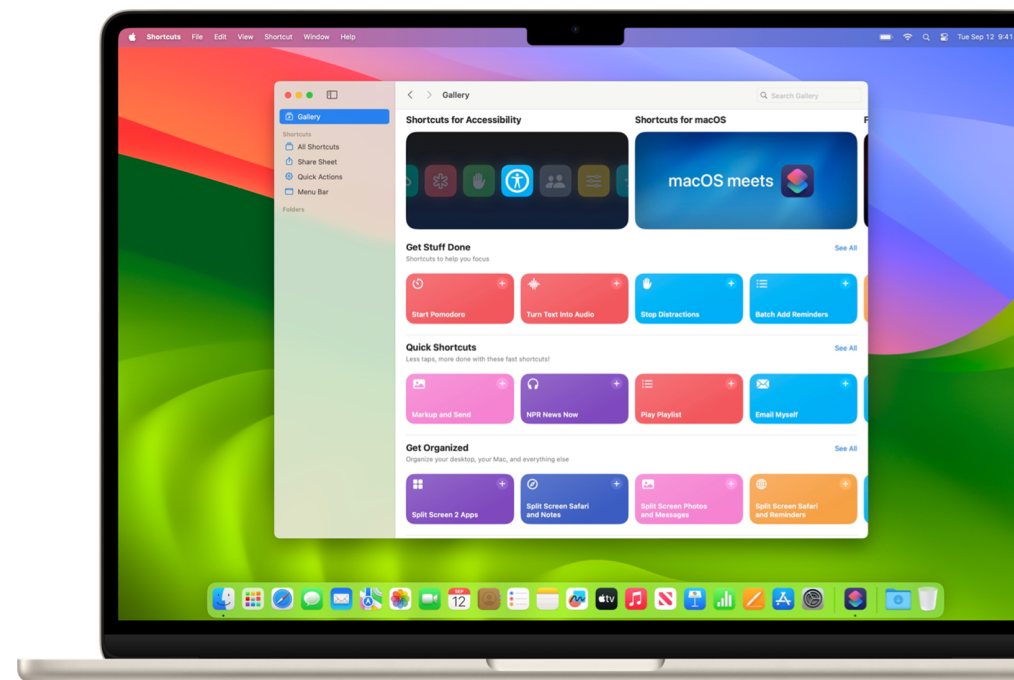 Shortcuts File Edit View Shortcut Window Help
Tue Sep 12 9:41
Gallery
Search Gallery
Gallery
Shortcuts
All Shortcuts
Share Sheet
Quick Actions
Menu Bar
Folders
Shortcuts for Accessibility
Shortcuts for macOS
F
macOS meets
Get Stuff Done
See All
Shortcuts to help you focus
Start Pomodoro
Turn Text Into Audio
Stop Distractions
Batch Add Reminders
Quick Shortcuts
See All
Less taps, more done with these fast shortcuts!
Markup and Send
NPR News Now
Play Playlist
Email Myself
Get Organized
See All
Organize your desktop, your Mac, and everything else
Split Screen 2 Apps
Split Screen Safari
and Notes
Split Screen Photos
and Messages
Split Screen Safari
and Reminders
SEP
12
tv